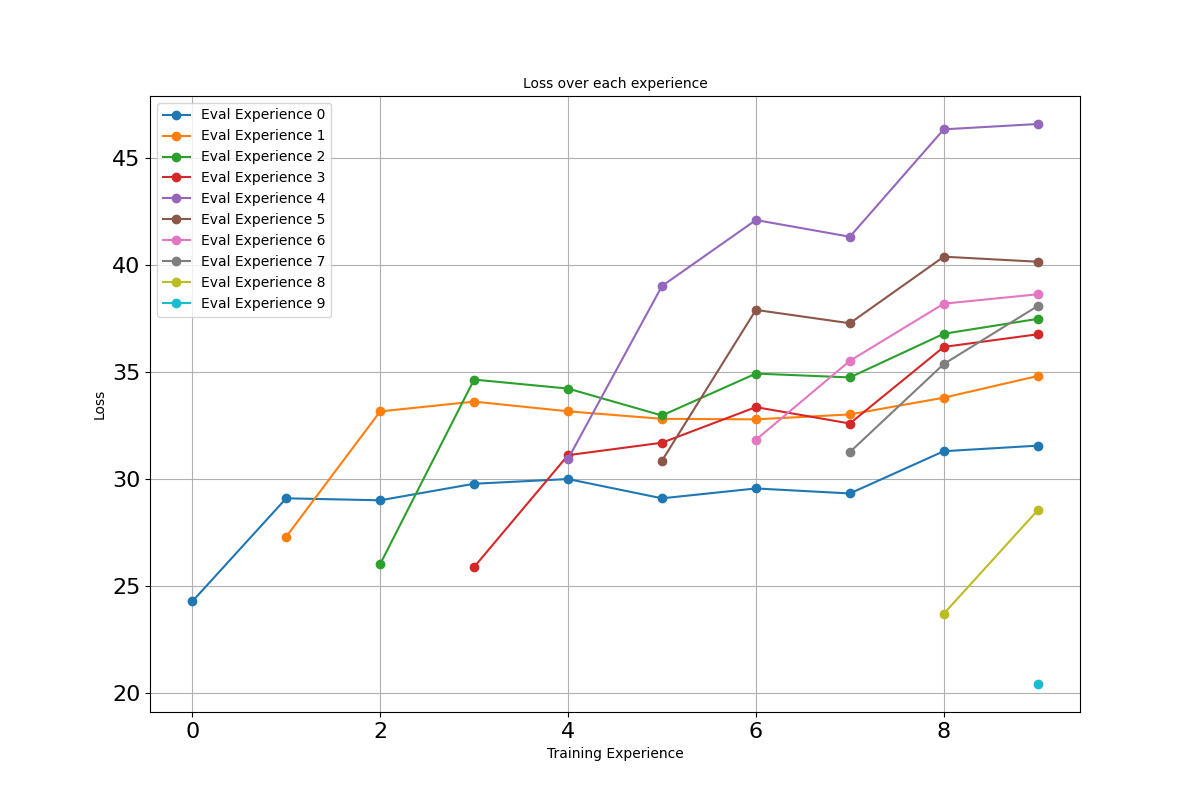 Loss over each experience
Eval Experience 0
Eval Experience 1
Eval Experience 2
Eval Experience 3
Eval Experience 4
Eval Experience 5
Eval Experience 6
Eval Experience 7
Eval Experience 8
Eval Experience 9
45
40
35
30
25
20
Loss
0 2 4 6 8
Training Experience